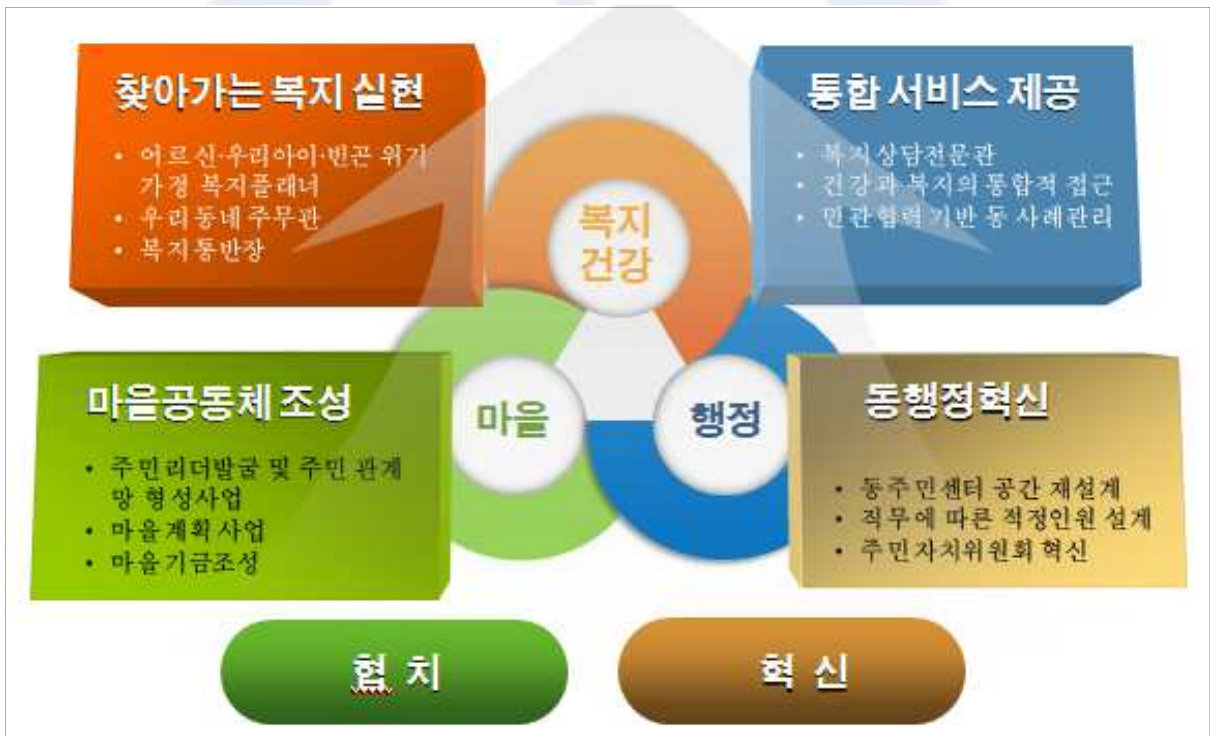 찾아가는 복지 실현
• 어르신·우리아이·빈곤 위기
가정 복지플래너
• 우리동네 주무관
• 복지통반장
통합 서비스 제공
• 복지상담전문관
• 건강과 복지의 통합적 접근
• 민관협력 기반 동 사례관리
복지
건강
마을
행정
마을공동체 조성
• 주민리더발굴 및 주민 관계
망 형성사업
• 마을계획사업
• 마을기금조성
동행정혁신
• 동주민센터 공간 재설계
• 직무에 따른 적정인원 설계
• 주민자치위원회 혁신
협 치
혁 신